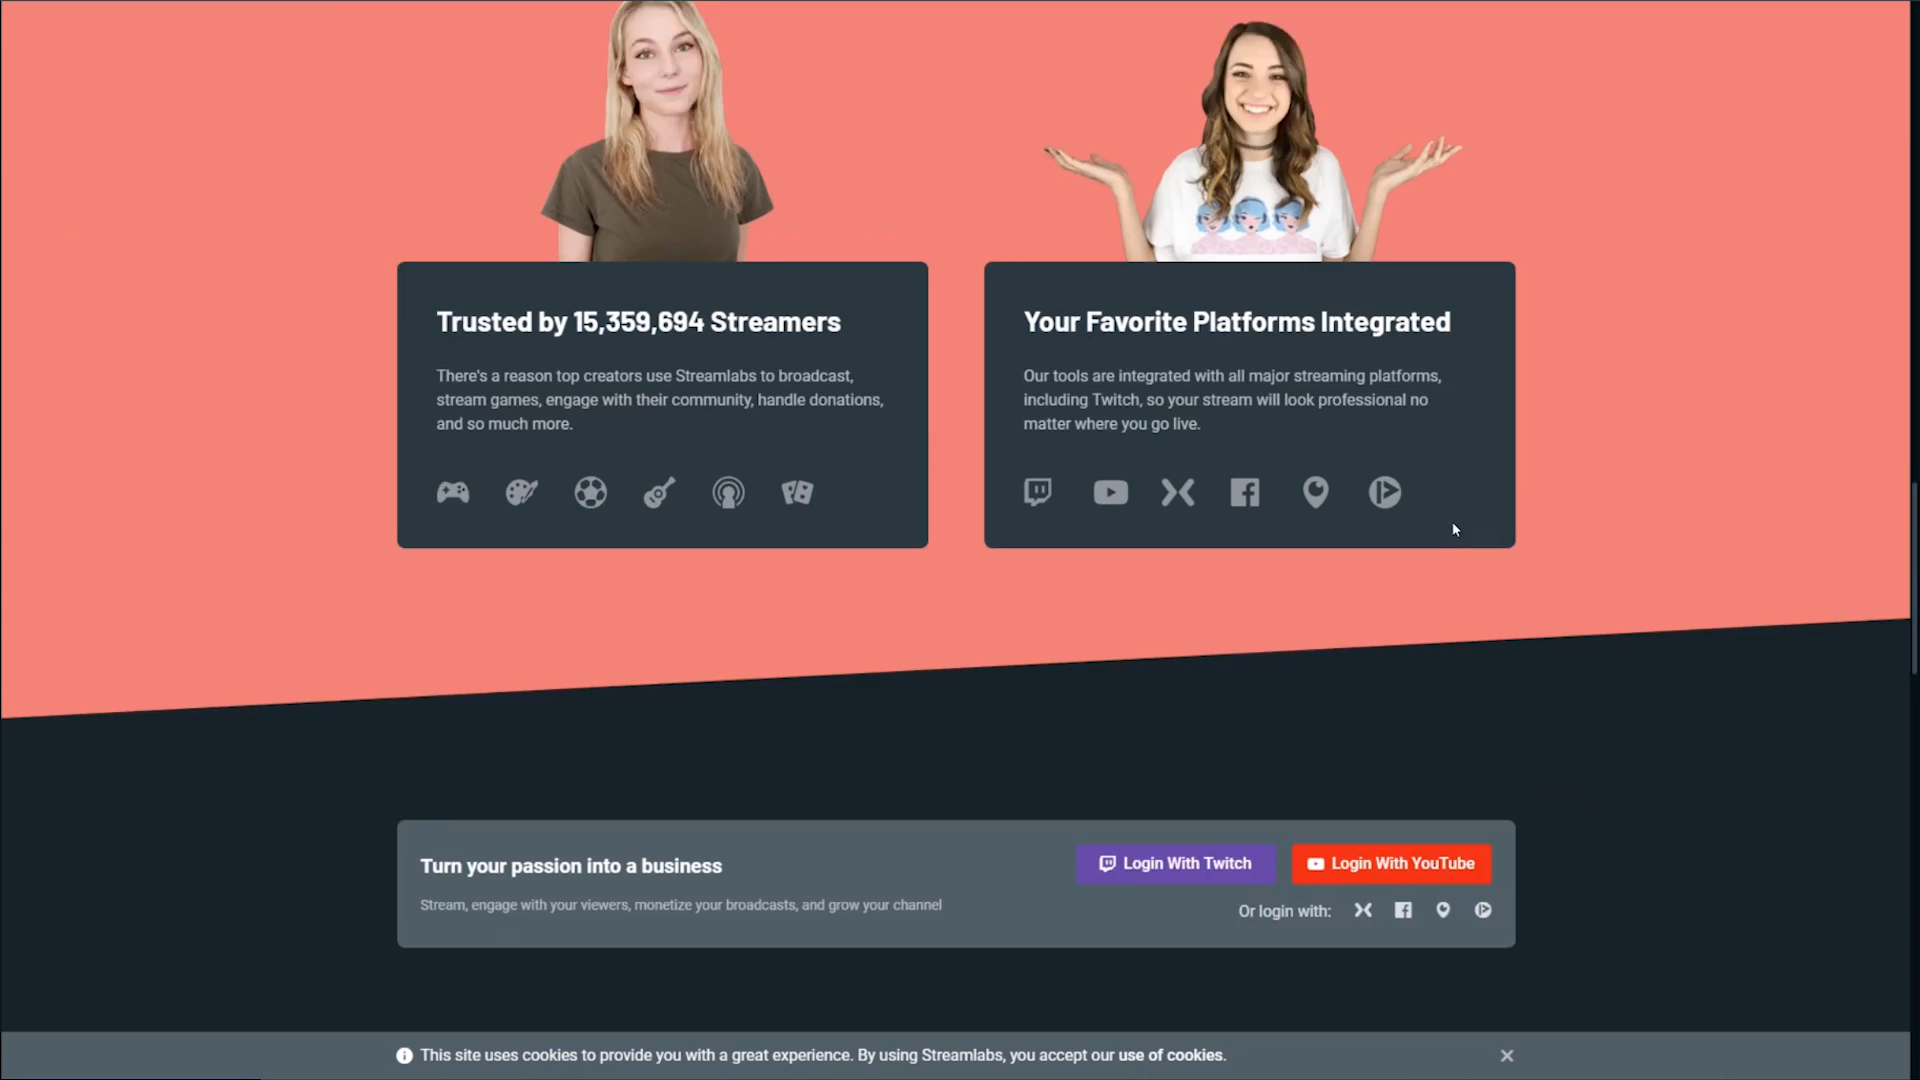 Trusted by 15,359,694 Streamers
There's a reason top creators use Streamlabs to broadcast,
stream games, engage with their community, handle donations,
and so much more.
Your Favorite Platforms Integrated
Our tools are integrated with all major streaming platforms,
including Twitch, so your stream will look professional no
matter where you go live.
Turn your passion into a business
Stream, engage with your viewers, monetize your broadcasts, and grow your channel
Login With Twitch
Login With YouTube
Or login with:
This site uses cookies to provide you with a great experience. By using Streamlabs, you accept our use of cookies.